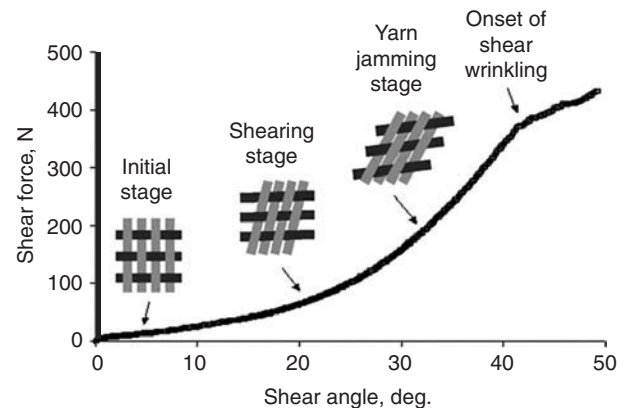 Onset of
shear
wrinkling
Yarn
jamming
stage
Shearing
stage
Initial
stage
Shear force, N
500
400
300
200
100
0
0
10
20
30
40
50
Shear angle, deg.